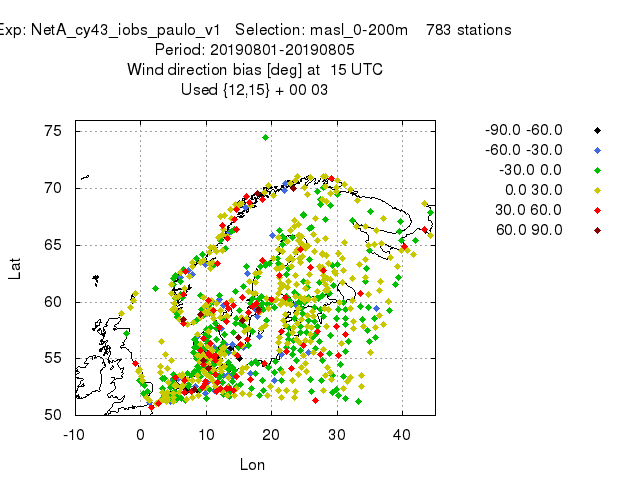 Exp: NetA_cy43_iobs_paulo_v1 Selection: masl_0-200m 783 stations
Period: 20190801-20190805
Wind direction bias [deg] at 15 UTC
Used {12,15} + 00 03
-90.0 -60.0
-60.0 -30.0
-30.0 0.0
0.0 30.0
30.0 60.0
60.0 90.0
75
70
65
60
55
50
Lat
-10 0 10 20 30 40
Lon